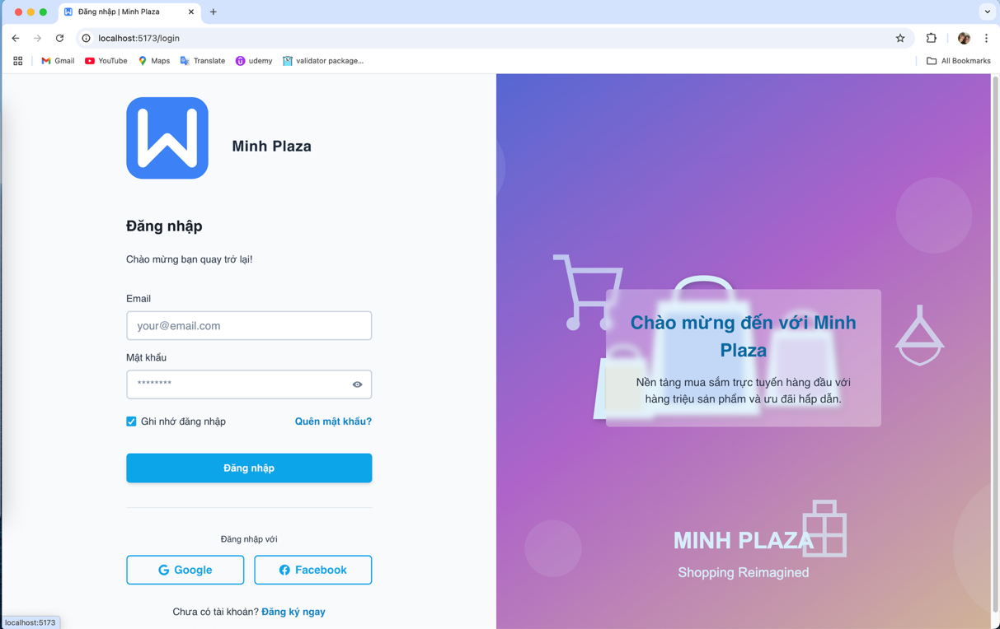 Đăng nhập | Minh Plaza
localhost:5173/login
Gmail YouTube Maps Translate udemy validator package... All Bookmarks
Minh Plaza
Đăng nhập
Chào mừng bạn quay trở lại!
Email
your@email.com
Mật khẩu
********
Ghi nhớ đăng nhập Quên mật khẩu?
Đăng nhập
Đăng nhập với
Google Facebook
Chưa có tài khoản? Đăng ký ngay
Chào mừng đến với Minh
Plaza
Nền tảng mua sắm trực tuyến hàng đầu với
hàng triệu sản phẩm và ưu đãi hấp dẫn.
MINH PLAZA
Shopping Reimagined
localhost:5173